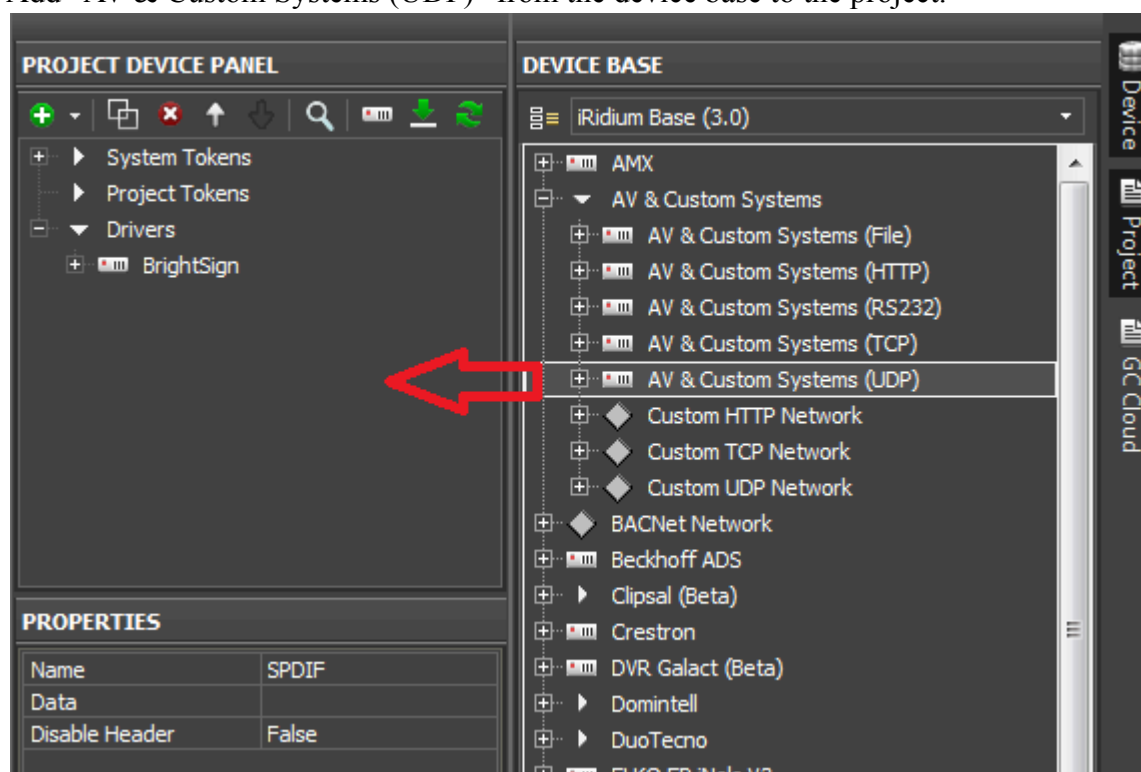 Add "AV & Custom Systems (UDP)" from the device base to the project.
PROJECT DEVICE PANEL
System Tokens
Project Tokens
Drivers
BrightSign
PROPERTIES
Name SPDIF
Data
Disable Header False
DEVICE BASE
iRidium Base (3.0)
AMX
AV & Custom Systems
AV & Custom Systems (File)
AV & Custom Systems (HTTP)
AV & Custom Systems (RS232)
AV & Custom Systems (TCP)
AV & Custom Systems (UDP)
Custom HTTP Network
Custom TCP Network
Custom UDP Network
BACNet Network
Beckhoff ADS
Clipsal (Beta)
Crestron
DVR Galact (Beta)
Domintell
DuoTecno
Device
Project
GC Cloud